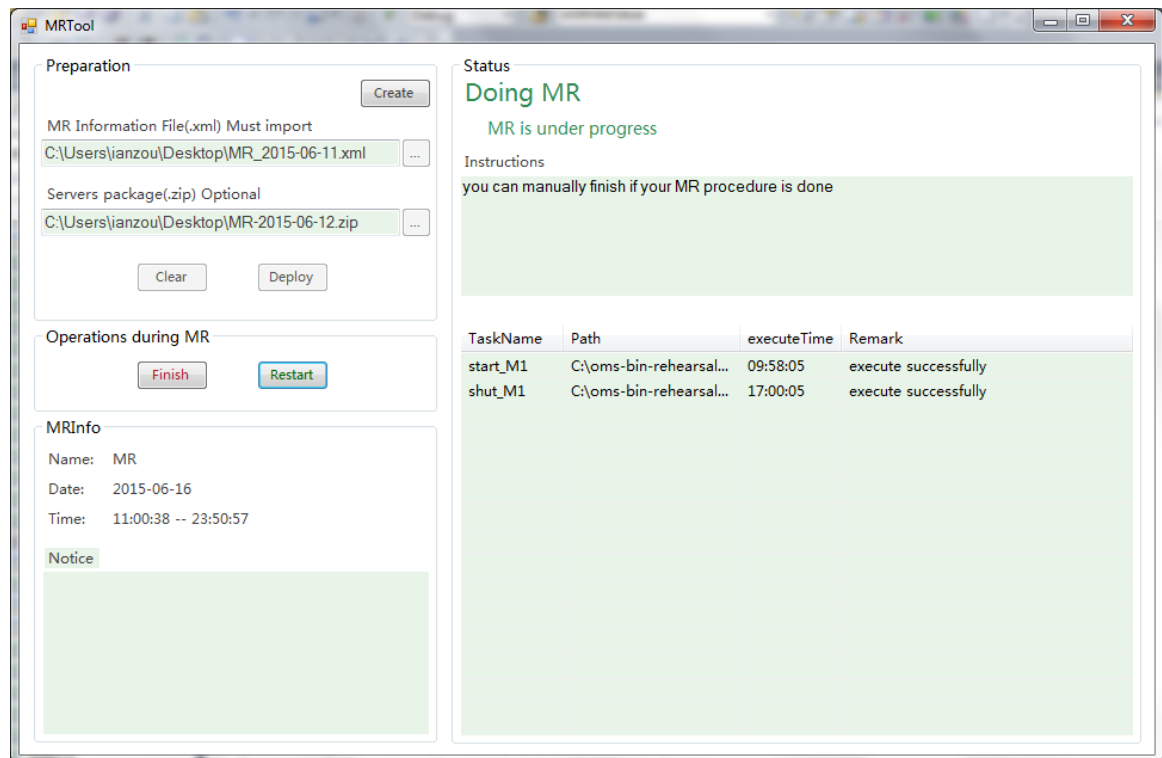 MRTool
Preparation
Create
MR Information File(.xml) Must import
C:\Users\ianzou\Desktop\MR_2015-06-11.xml ...
Servers package(.zip) Optional
C:\Users\ianzou\Desktop\MR-2015-06-12.zip ...
Clear Deploy
Operations during MR
Finish Restart
MRInfo
Name: MR
Date: 2015-06-16
Time: 11:00:38 -- 23:50:57
Notice
Status
Doing MR
MR is under progress
Instructions
you can manually finish if your MR procedure is done
TaskName Path executeTime Remark
start_M1 C:\oms-bin-rehearsal... 09:58:05 execute successfully
shut_M1 C:\oms-bin-rehearsal... 17:00:05 execute successfully